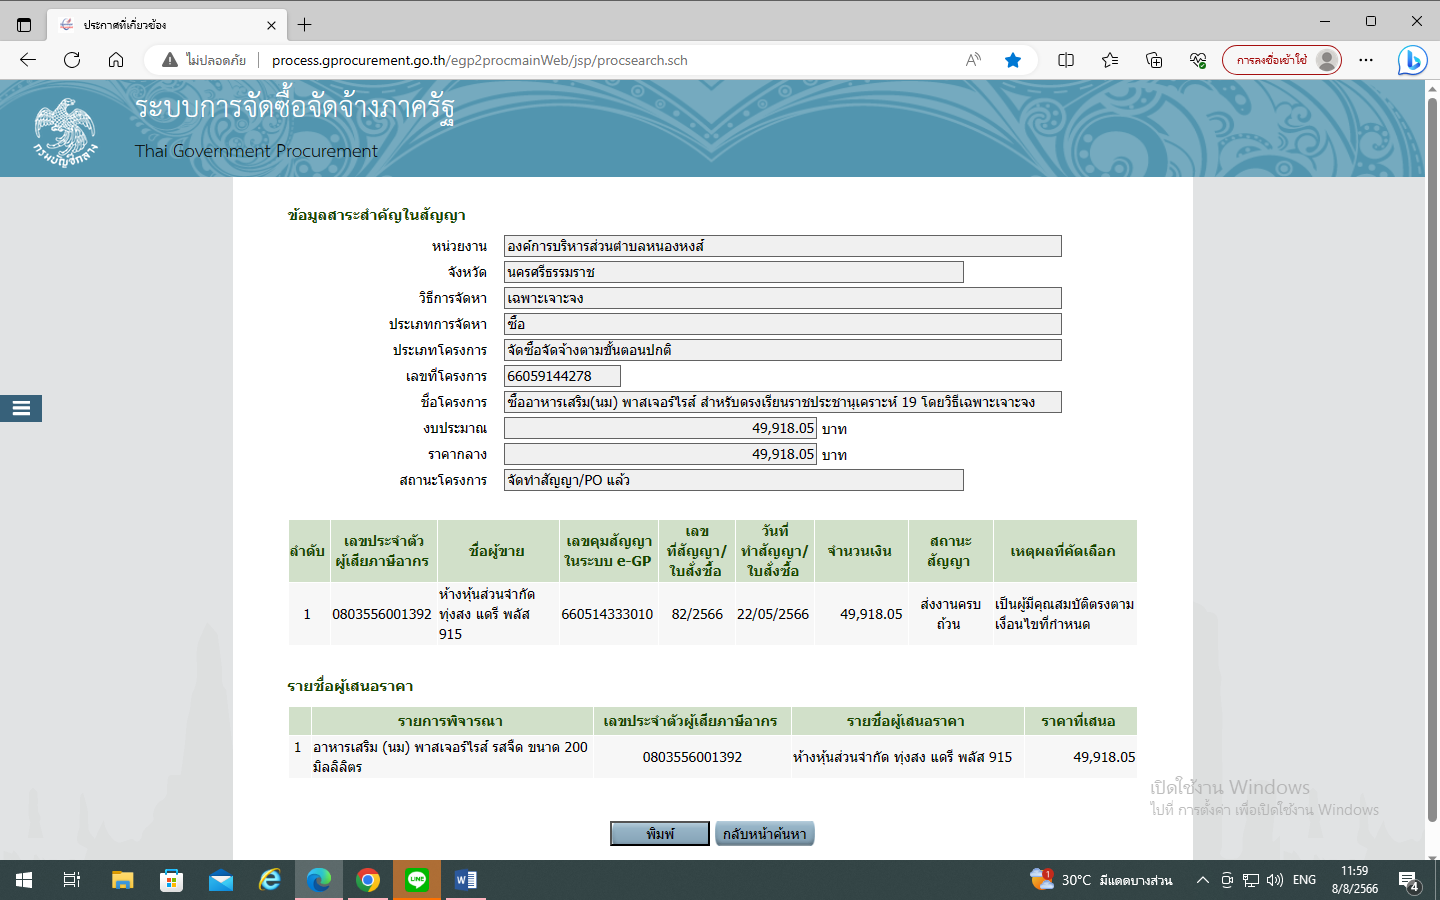 ประกาศที่เกี่ยวข้อง
ไม่ปลอดภัย
process.gprocurement.go.th/egp2procmainWeb/jsp/procsearch.sch
การลงชื่อเข้าใช้
ระบบการจัดซื้อจัดจ้างภาครัฐ
Thai Government Procurement
กรมบัญชีกลาง
ข้อมูลสาระสำคัญในสัญญา
หน่วยงาน องค์การบริหารส่วนตำบลหนองหงส์
จังหวัด นครศรีธรรมราช
วิธีการจัดหา เฉพาะเจาะจง
ประเภทการจัดหา ซื้อ
ประเภทโครงการ จัดซื้อจัดจ้างตามขั้นตอนปกติ
เลขที่โครงการ 66059144278
ชื่อโครงการ ซื้ออาหารเสริม(นม) พาสเจอร์ไรส์ สำหรับดรงเรียนราชประชานุเคราะห์ 19 โดยวิธีเฉพาะเจาะจง
งบประมาณ 49,918.05 บาท
ราคากลาง 49,918.05 บาท
สถานะโครงการ จัดทำสัญญา/PO แล้ว
ลำดับ
เลขประจำตัว
ผู้เสียภาษีอากร
ชื่อผู้ขาย
เลขคุมสัญญา
ในระบบ e-GP
เลข
ที่สัญญา/
ใบสั่งซื้อ
วันที่
ทำสัญญา/
ใบสั่งซื้อ
จำนวนเงิน
สถานะ
สัญญา
เหตุผลที่คัดเลือก
1
0803556001392
ห้างหุ้นส่วนจำกัด
ทุ่งสง แดรี่ พลัส
915
660514333010
82/2566
22/05/2566
49,918.05
ส่งงานครบ
ถ้วน
เป็นผู้มีคุณสมบัติตรงตาม
เงื่อนไขที่กำหนด
รายชื่อผู้เสนอราคา
รายการพิจารณา
เลขประจำตัวผู้เสียภาษีอากร
รายชื่อผู้เสนอราคา
ราคาที่เสนอ
1
อาหารเสริม (นม) พาสเจอร์ไรส์ รสจืด ขนาด 200
มิลลิลิตร
0803556001392
ห้างหุ้นส่วนจำกัด ทุ่งสง แดรี่ พลัส 915
49,918.05
เปิดใช้งาน Windows
ไปที่ การตั้งค่า เพื่อเปิดใช้งาน Windows
พิมพ์
กลับหน้าค้นหา
LINE
1
30°C มีแดดบางส่วน
ENG
11:59
8/8/2566
4